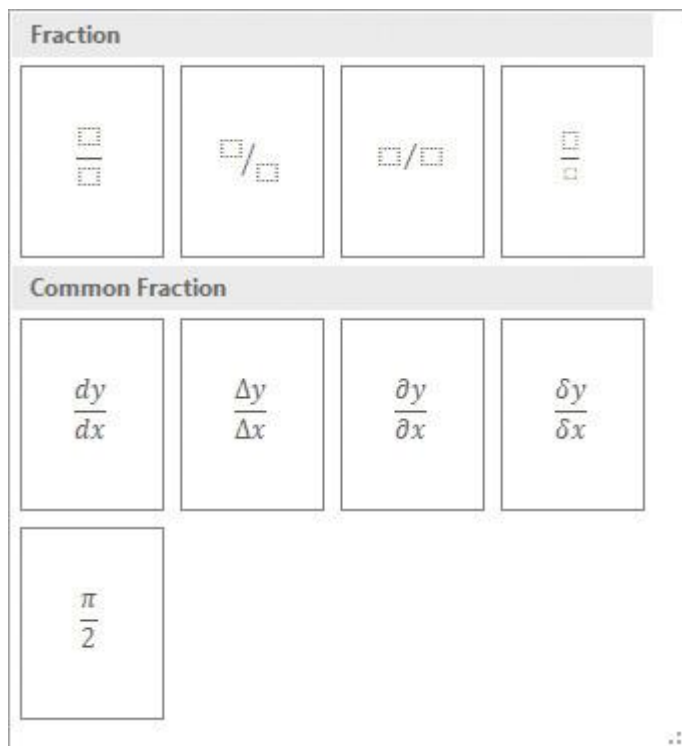 Fraction
□/□ □/□ □/□ □/□
Common Fraction
dy/dx Δy/Δx ∂y/∂x δy/δx
π/2